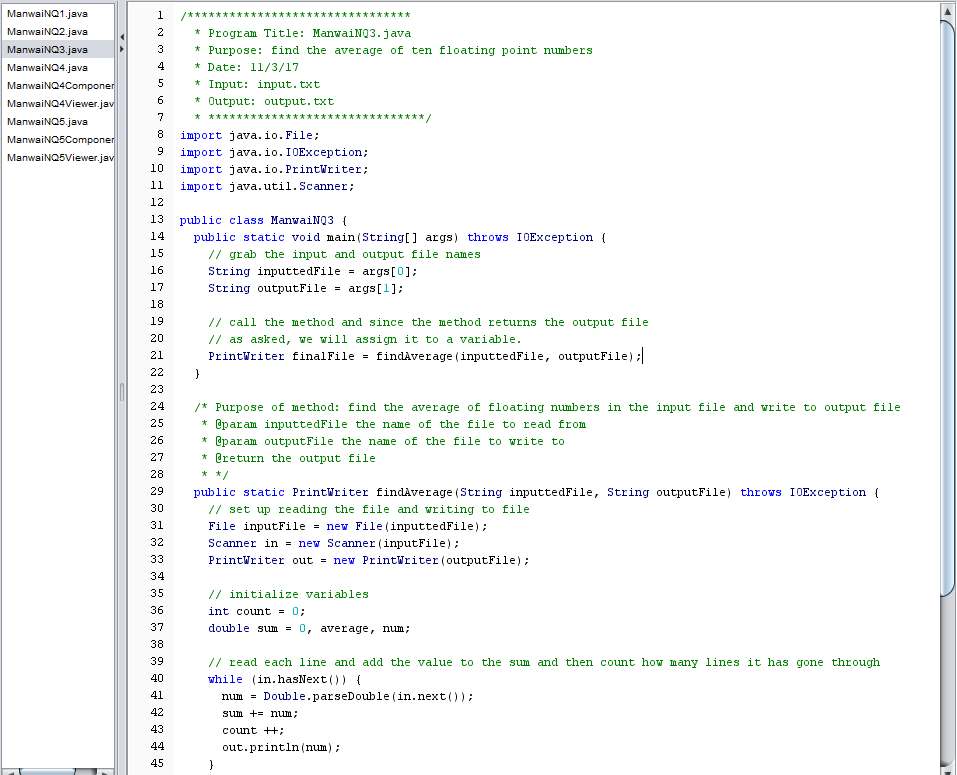 ManwaiNQ1.java
ManwaiNQ2.java
ManwaiNQ3.java
ManwaiNQ4.java
ManwaiNQ4Componer
ManwaiNQ4Viewer.jav
ManwaiNQ5.java
ManwaiNQ5Componer
ManwaiNQ5Viewer.jav
1 /********************************
2 * Program Title: ManwaiNQ3.java
3 * Purpose: find the average of ten floating point numbers
4 * Date: 11/3/17
5 * Input: input.txt
6 * Output: output.txt
7 * *******************************/
8 import java.io.File;
9 import java.io.IOException;
10 import java.io.PrintWriter;
11 import java.util.Scanner;
12
13 public class ManwaiNQ3 {
14 public static void main(String[] args) throws IOException {
15 // grab the input and output file names
16 String inputtedFile = args[0];
17 String outputFile = args[1];
18
19 // call the method and since the method returns the output file
20 // as asked, we will assign it to a variable.
21 PrintWriter finalFile = findAverage(inputtedFile, outputFile);
22 }
23
24 /* Purpose of method: find the average of floating numbers in the input file and write to output file
25 * @param inputtedFile the name of the file to read from
26 * @param outputFile the name of the file to write to
27 * @return the output file
28 * */
29 public static PrintWriter findAverage(String inputtedFile, String outputFile) throws IOException {
30 // set up reading the file and writing to file
31 File inputFile = new File(inputtedFile);
32 Scanner in = new Scanner(inputFile);
33 PrintWriter out = new PrintWriter(outputFile);
34
35 // initialize variables
36 int count = 0;
37 double sum = 0, average, num;
38
39 // read each line and add the value to the sum and then count how many lines it has gone through
40 while (in.hasNext()) {
41 num = Double.parseDouble(in.next());
42 sum += num;
43 count ++;
44 out.println(num);
45 }